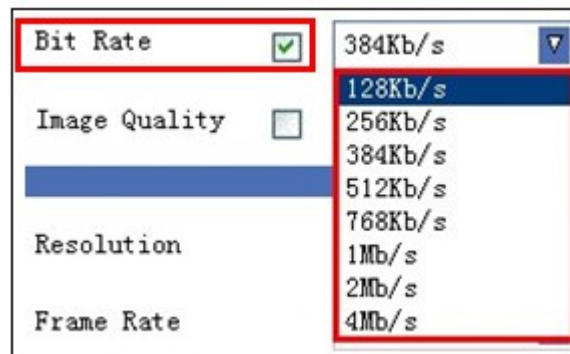 Bit Rate 384Kb/s
128Kb/s
Image Quality 256Kb/s
384Kb/s
512Kb/s
768Kb/s
Resolution 1Mb/s
2Mb/s
Frame Rate 4Mb/s